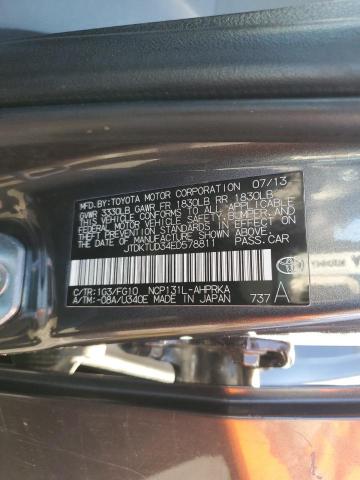 MFD.BY:TOYOTA MOTOR CORPORATION 07/13
GVWR 3330LB GAWR FR 1830LB RR 1830LB
THIS VEHICLE CONFORMS TO ALL APPLICABLE
FEDERAL MOTOR VEHICLE SAFETY, BUMPER, AND
THEFT PREVENTION STANDARDS IN EFFECT ON
THE DATE OF MANUFACTURE SHOWN ABOVE.
JTDKTUD34ED578811 PASS. CAR
C/TR:1G3/FG10 NCP131L-AHPRKA
A/TM:-08A/U340E MADE IN JAPAN 737 A